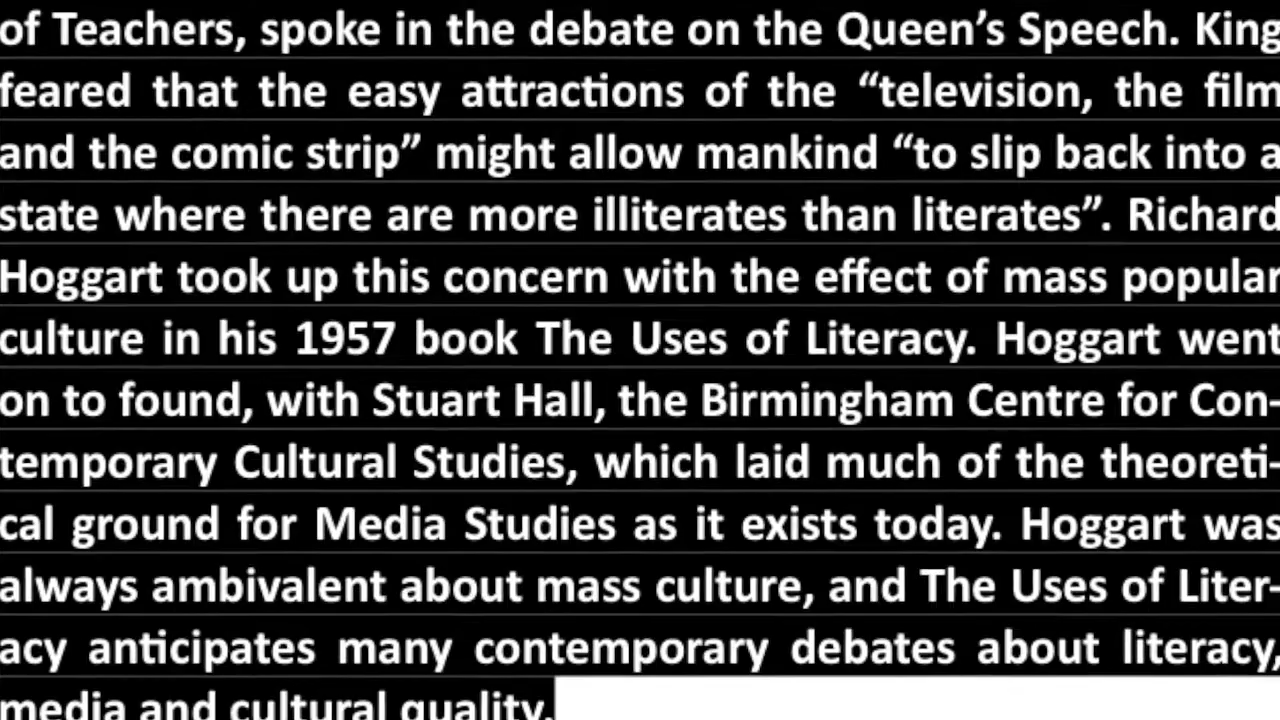 of Teachers, spoke in the debate on the Queen’s Speech. King
feared that the easy attractions of the “television, the film
and the comic strip” might allow mankind “to slip back into a
state where there are more illiterates than literates”. Richard
Hoggart took up this concern with the effect of mass popular
culture in his 1957 book The Uses of Literacy. Hoggart went
on to found, with Stuart Hall, the Birmingham Centre for Con-
temporary Cultural Studies, which laid much of the theoreti-
cal ground for Media Studies as it exists today. Hoggart was
always ambivalent about mass culture, and The Uses of Liter-
acy anticipates many contemporary debates about literacy,
media and cultural quality.